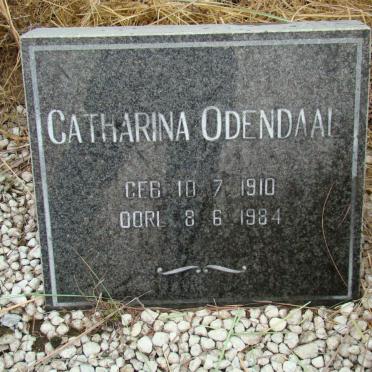 CATHARINA ODENDAAL
GEB 10 7 1910
OORL 8 6 1984